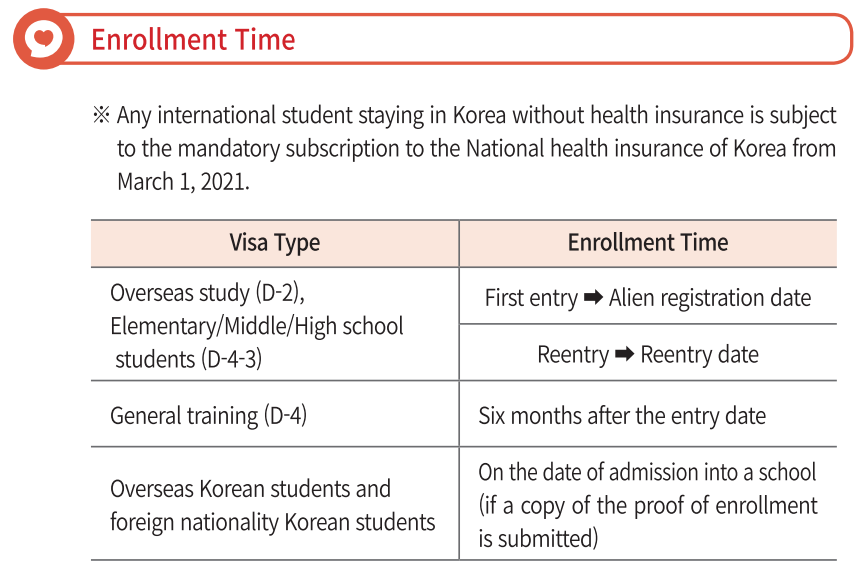 Enrollment Time
※ Any international student staying in Korea without health insurance is subject
to the mandatory subscription to the National health insurance of Korea from
March 1, 2021.
Visa Type
Enrollment Time
Overseas study (D-2),
Elementary/Middle/High school
students (D-4-3)
First entry ➡ Alien registration date
Reentry ➡ Reentry date
General training (D-4)
Six months after the entry date
Overseas Korean students and
foreign nationality Korean students
On the date of admission into a school
(if a copy of the proof of enrollment
is submitted)